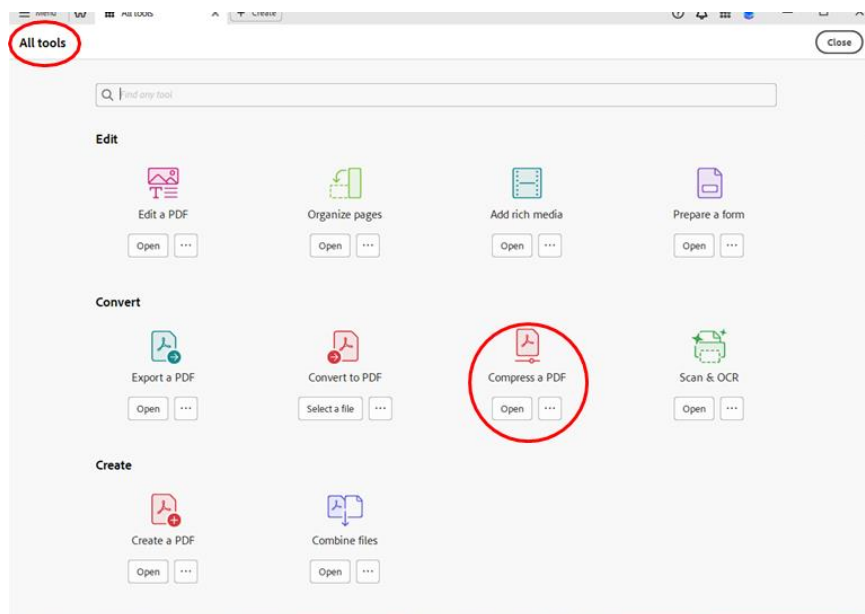 Menu All tools + Create
All tools Close
Find any tool
Edit
Edit a PDF Organize pages Add rich media Prepare a form
Open ... Open ... Open ... Open ...
Convert
Export a PDF Convert to PDF Compress a PDF Scan & OCR
Open ... Select a file ... Open ... Open ...
Create
Create a PDF Combine files
Open ... Open ...